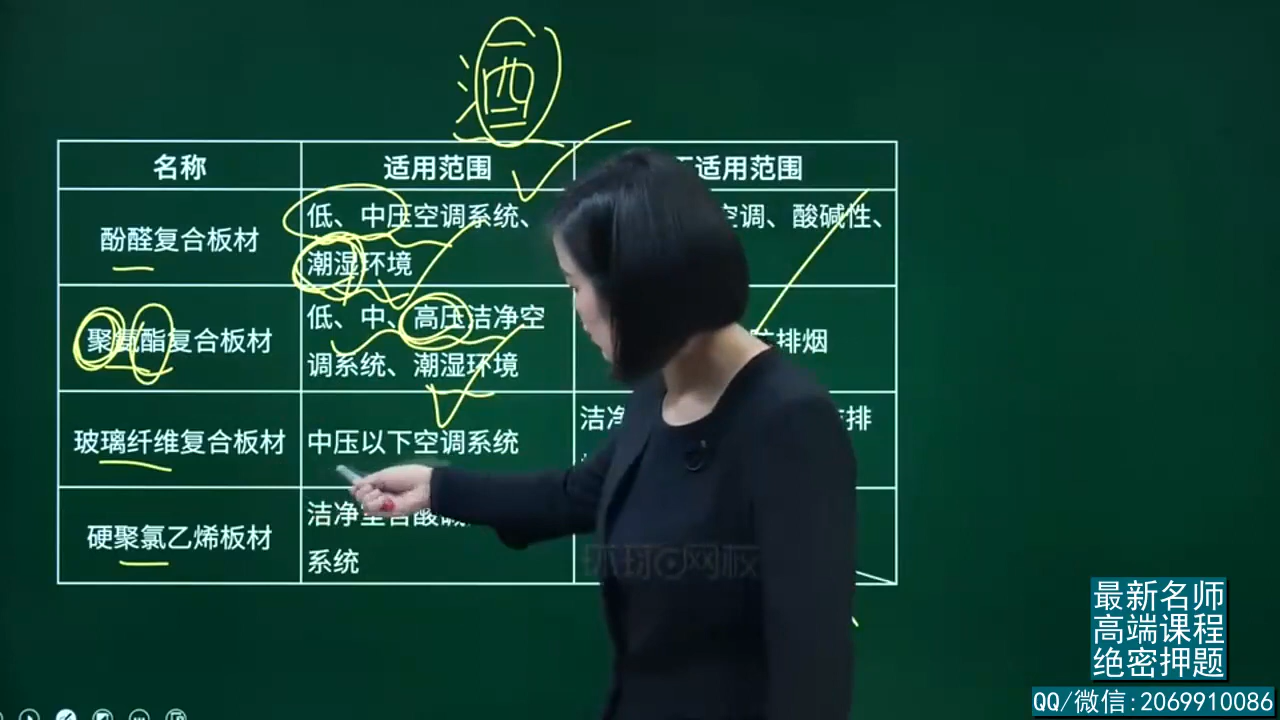 酒
名称
适用范围
适用范围
酚醛复合板材
低、中压空调系统、
潮湿环境
空调、酸碱性、
聚氨酯复合板材
低、中、高压洁净空
调系统、潮湿环境
排烟
玻璃纤维复合板材
中压以下空调系统
洁
排
硬聚氯乙烯板材
洁净室含酸碱
系统
环球网校
最新名师
高端课程
绝密押题
QQ/微信:2069910086